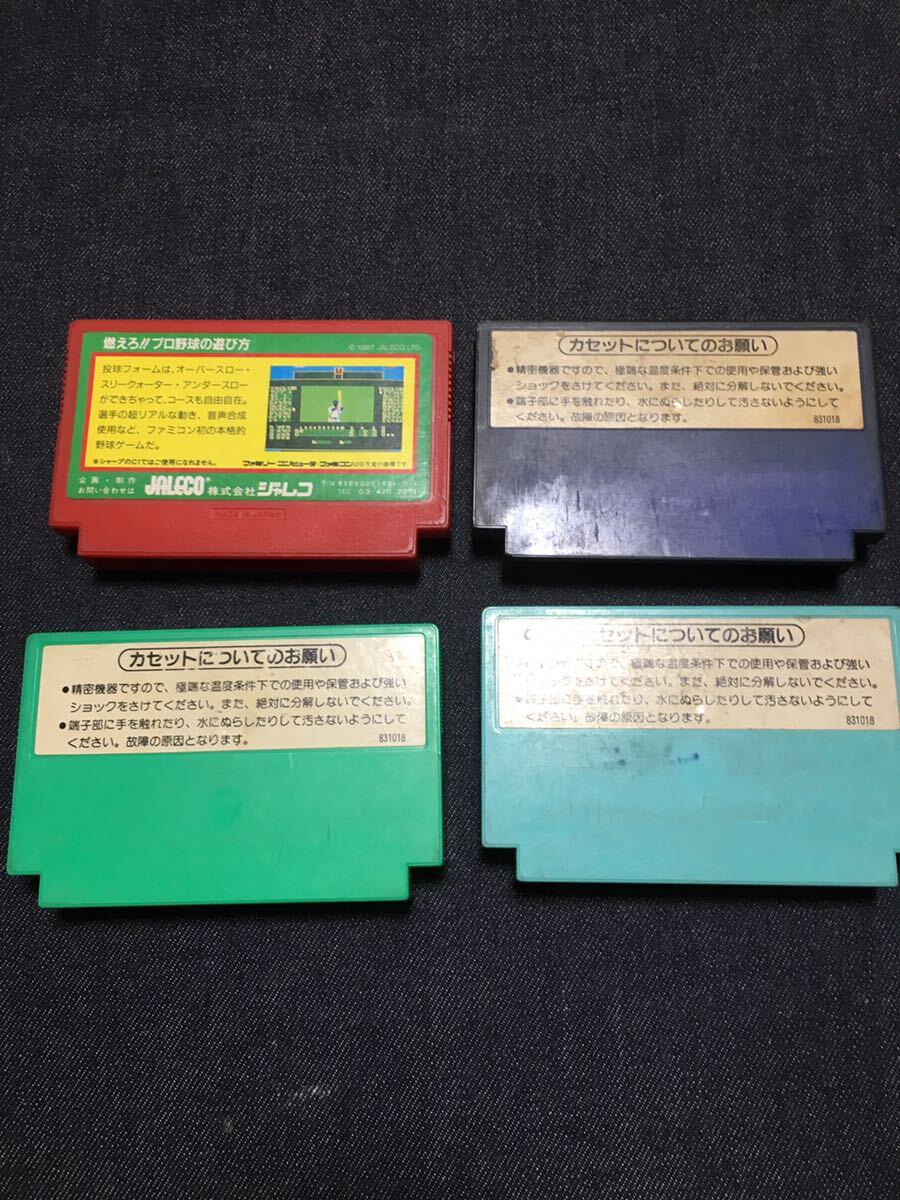 燃えろ!!プロ野球の遊び方
© 1987 JALECO LTD.
投球フォームは、オーバースロー・
スリークォーター・アンダースロー
ができちゃって、コースも自由自在。
選手の超リアルな動き、音声合成
使用など、ファミコン初の本格的
野球ゲームだ。
※シャープのC1ではご使用になれません。
ファミリーコンピュータ・ファミコンは任天堂の商標です。
企画・制作
お問い合わせは
JALECO® 株式会社ジャレコ
TEL 03-420-2271
MADE IN JAPAN
カセットについてのお願い
●精密機器ですので、極端な温度条件下での使用や保管および強い
ショックをさけてください。また、絶対に分解しないでください。
●端子部に手を触れたり、水にぬらしたりして汚さないようにして
ください。故障の原因となります。
831018
カセットについてのお願い
●精密機器ですので、極端な温度条件下での使用や保管および強い
ショックをさけてください。また、絶対に分解しないでください。
●端子部に手を触れたり、水にぬらしたりして汚さないようにして
ください。故障の原因となります。
831018
セットについてのお願い
ので、極端な温度条件下での使用や保管および強い
ショックをさけてください。また、絶対に分解しないでください。
端子部に手を触れたり、水にぬらしたりして汚さないようにして
ください。故障の原因となります。
831018